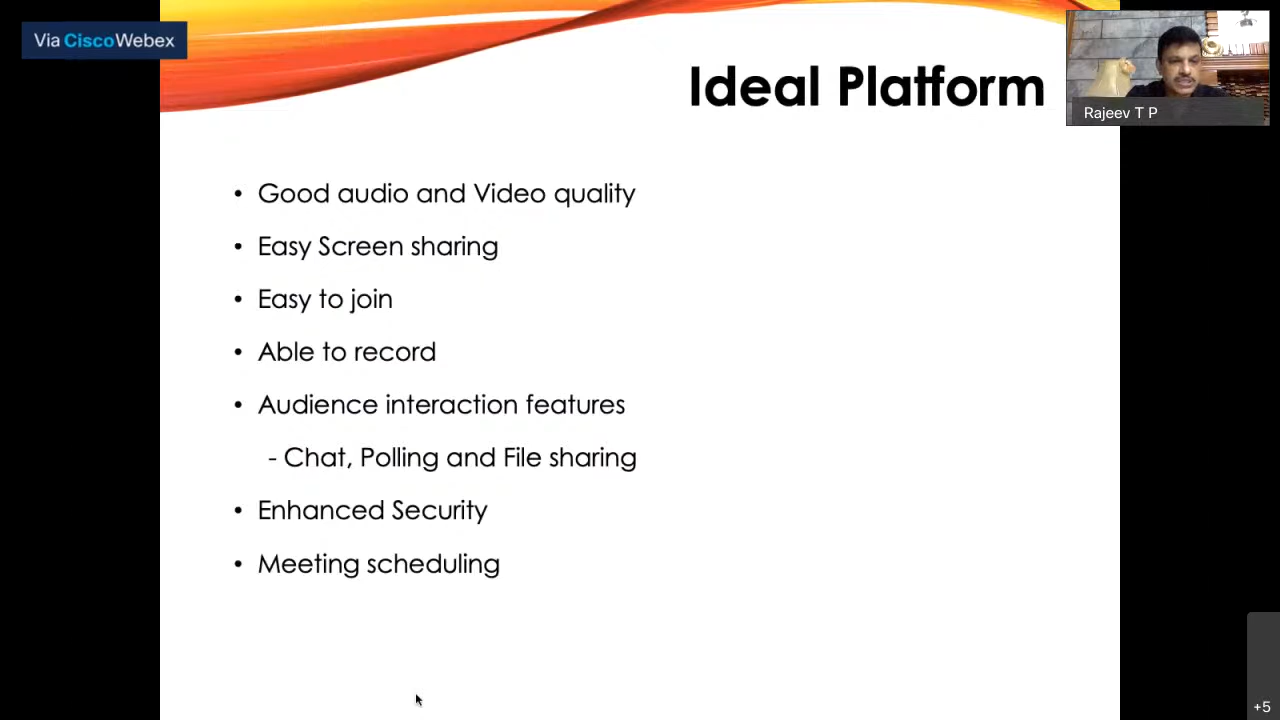 Via CiscoWebex
Ideal Platform
Rajeev T P
• Good audio and Video quality
• Easy Screen sharing
• Easy to join
• Able to record
• Audience interaction features
- Chat, Polling and File sharing
• Enhanced Security
• Meeting scheduling
+5